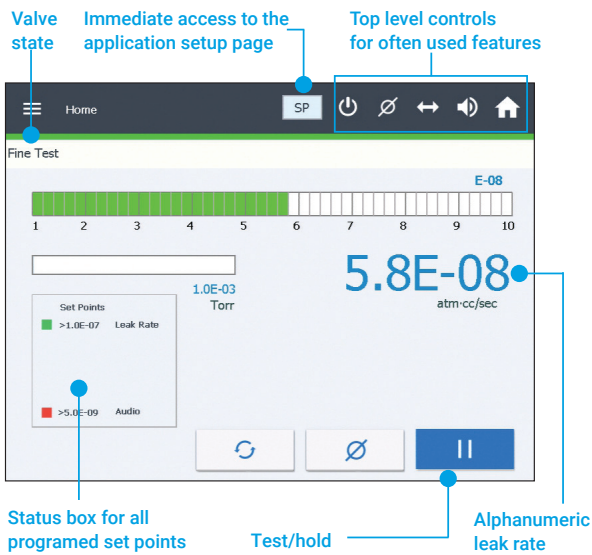 Valve state
Immediate access to the application setup page
Top level controls for often used features
Home
SP
Fine Test
E-08
1 2 3 4 5 6 7 8 9 10
5.8E-08
atm·cc/sec
1.0E-03
Torr
Set Points
>1.0E-07 Leak Rate
>5.0E-09 Audio
Status box for all
programed set points
Test/hold
Alphanumeric
leak rate